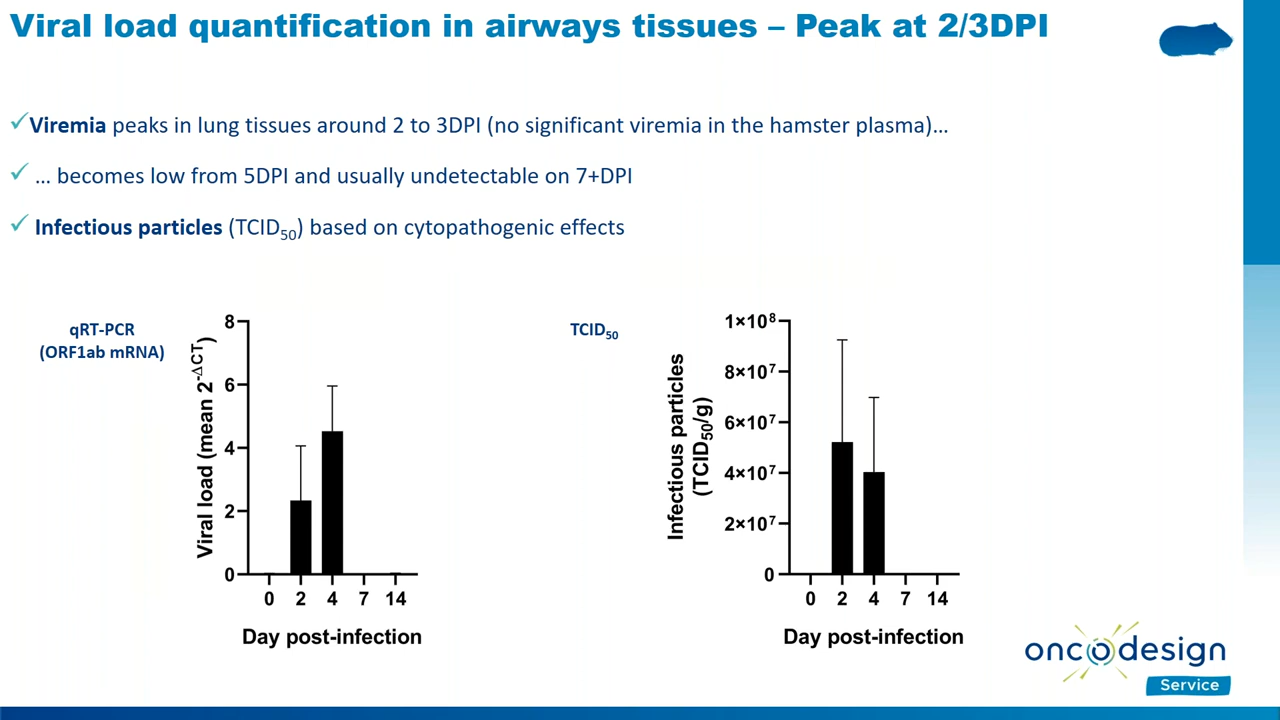 Viral load quantification in airways tissues – Peak at 2/3DPI
✓Viremia peaks in lung tissues around 2 to 3DPI (no significant viremia in the hamster plasma)…
✓ … becomes low from 5DPI and usually undetectable on 7+DPI
✓ Infectious particles (TCID₅₀) based on cytopathogenic effects
qRT-PCR
(ORF1ab mRNA)
Viral load (mean 2^-ΔCT)
8
6
4
2
0
0 2 4 7 14
Day post-infection
TCID₅₀
Infectious particles
(TCID₅₀/g)
1×10⁸
8×10⁷
6×10⁷
4×10⁷
2×10⁷
0
0 2 4 7 14
Day post-infection
oncodesign
Service